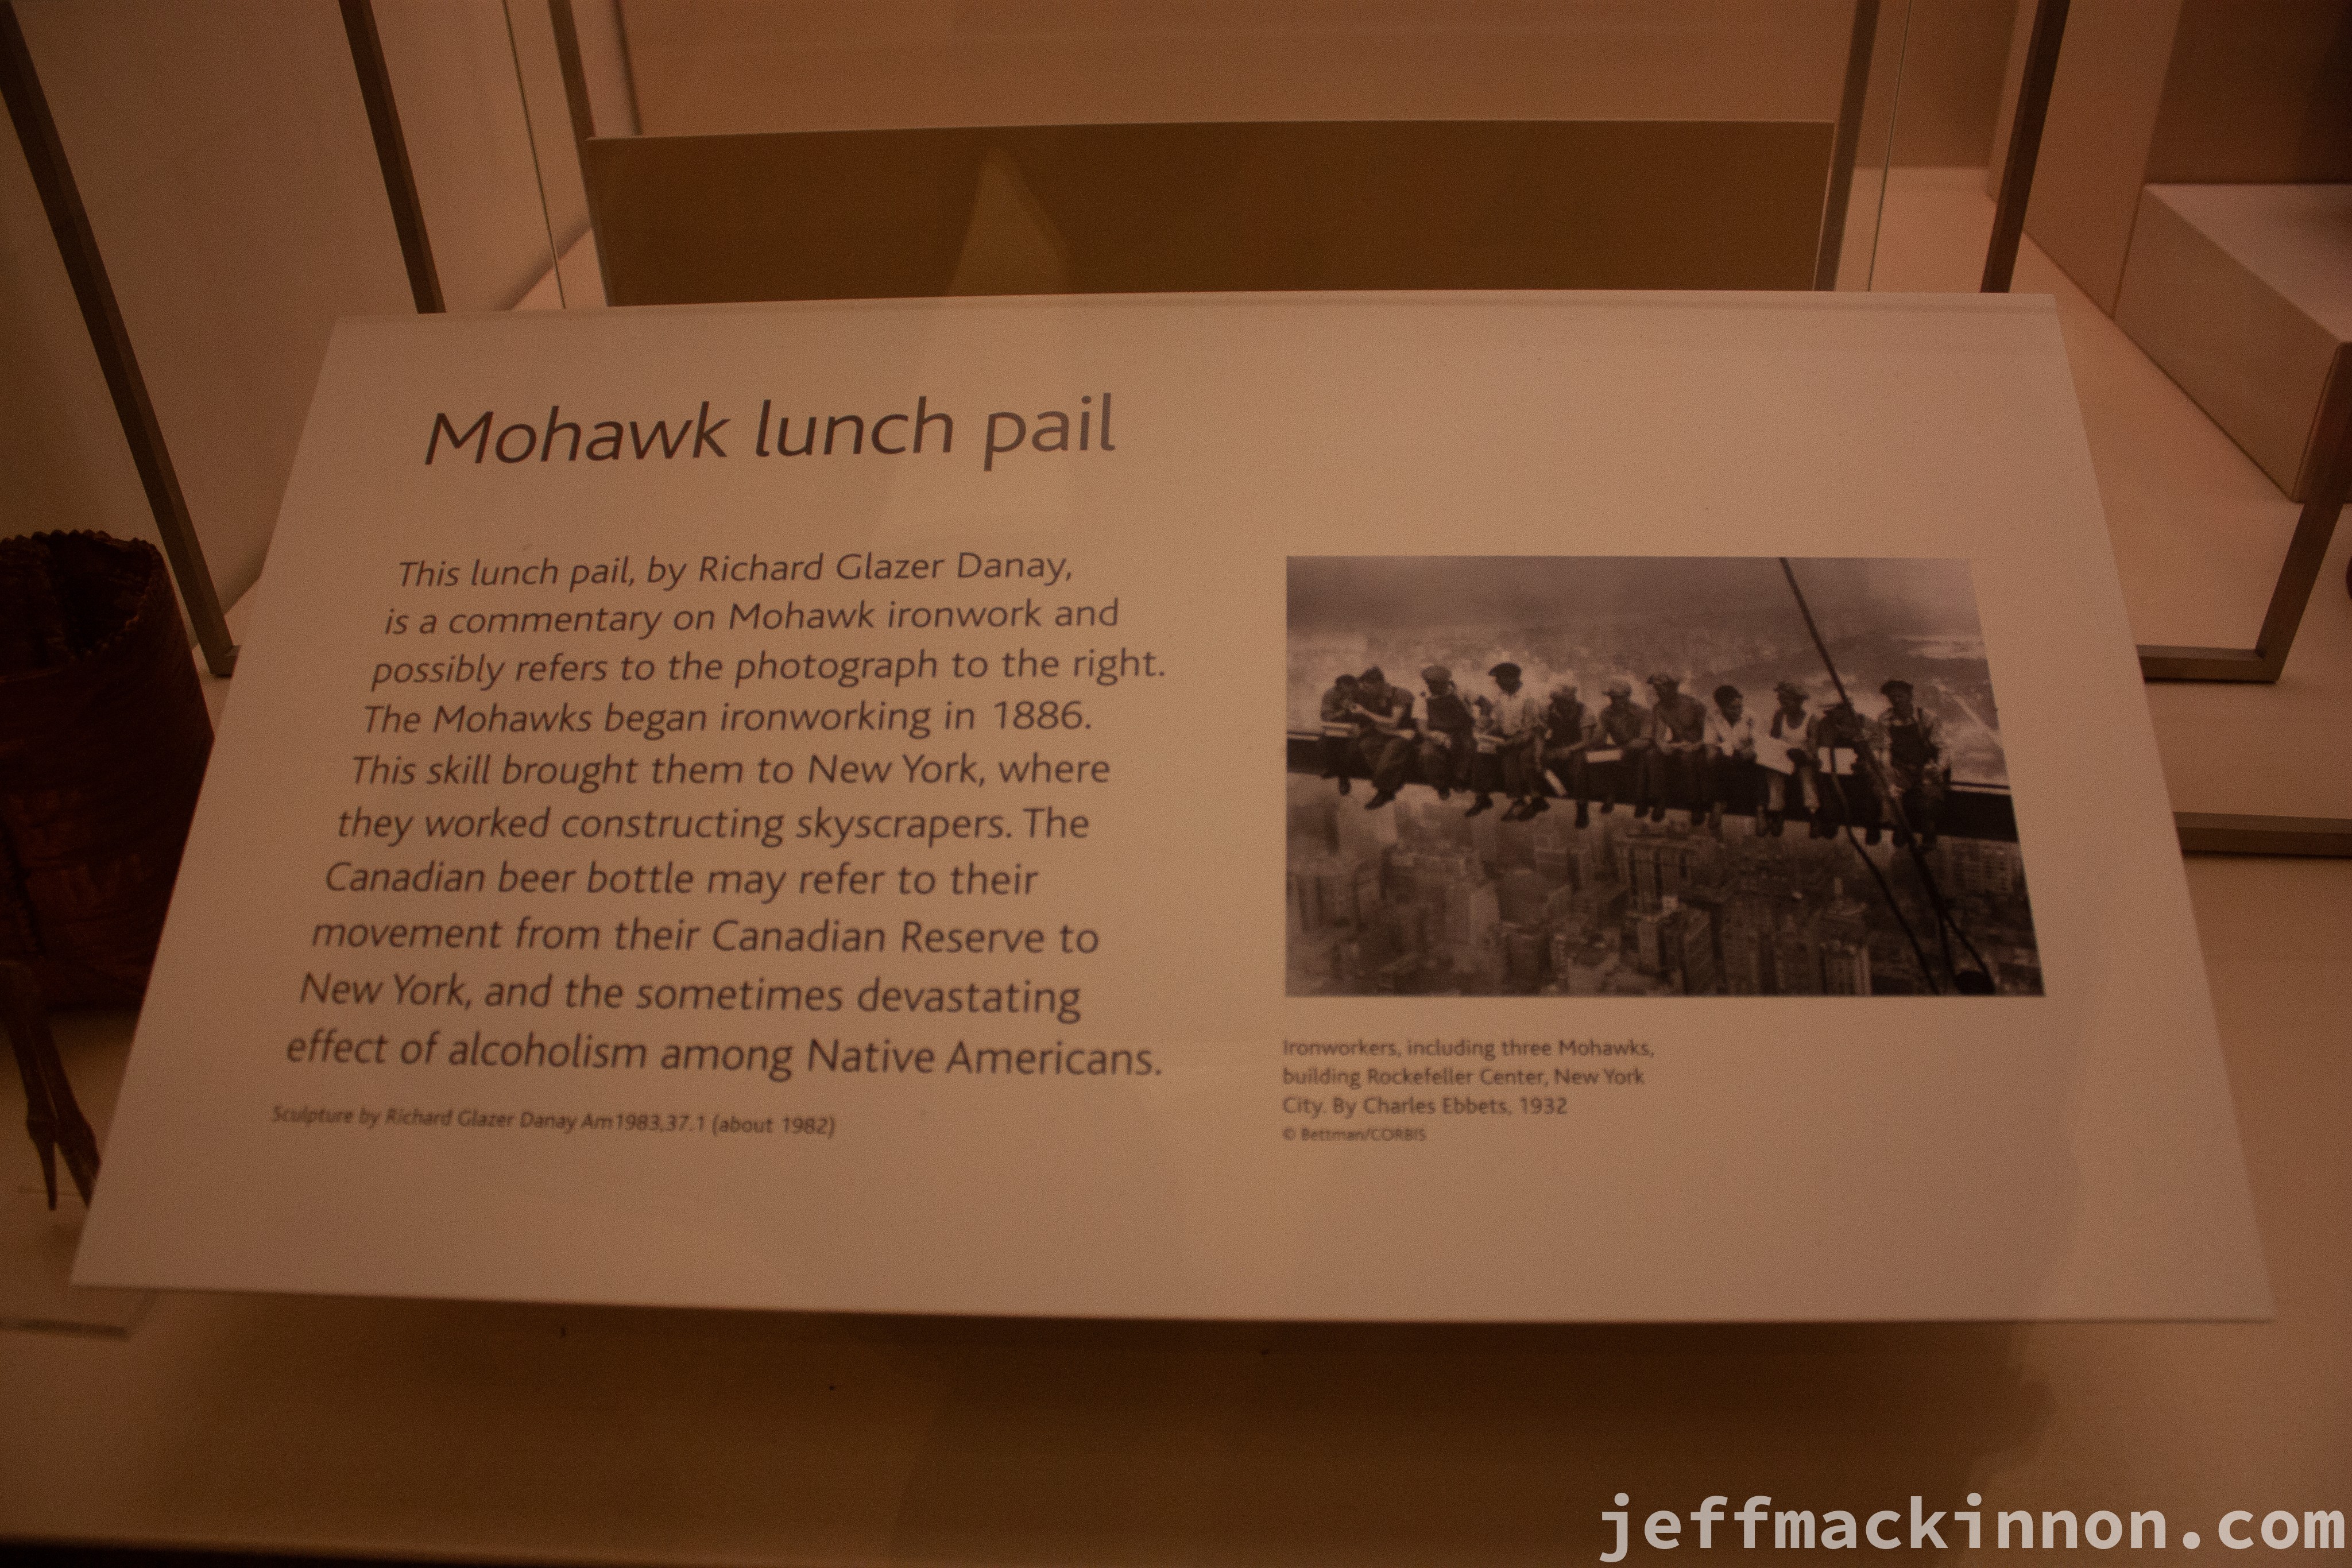 Mohawk lunch pail
This lunch pail, by Richard Glazer Danay,
is a commentary on Mohawk ironwork and
possibly refers to the photograph to the right.
The Mohawks began ironworking in 1886.
This skill brought them to New York, where
they worked constructing skyscrapers. The
Canadian beer bottle may refer to their
movement from their Canadian Reserve to
New York, and the sometimes devastating
effect of alcoholism among Native Americans.
Sculpture by Richard Glazer Danay Am1983,37.1 (about 1982)
Ironworkers, including three Mohawks,
building Rockefeller Center, New York
City. By Charles Ebbets, 1932
© Bettman/CORBIS
jeffmackinnon.com